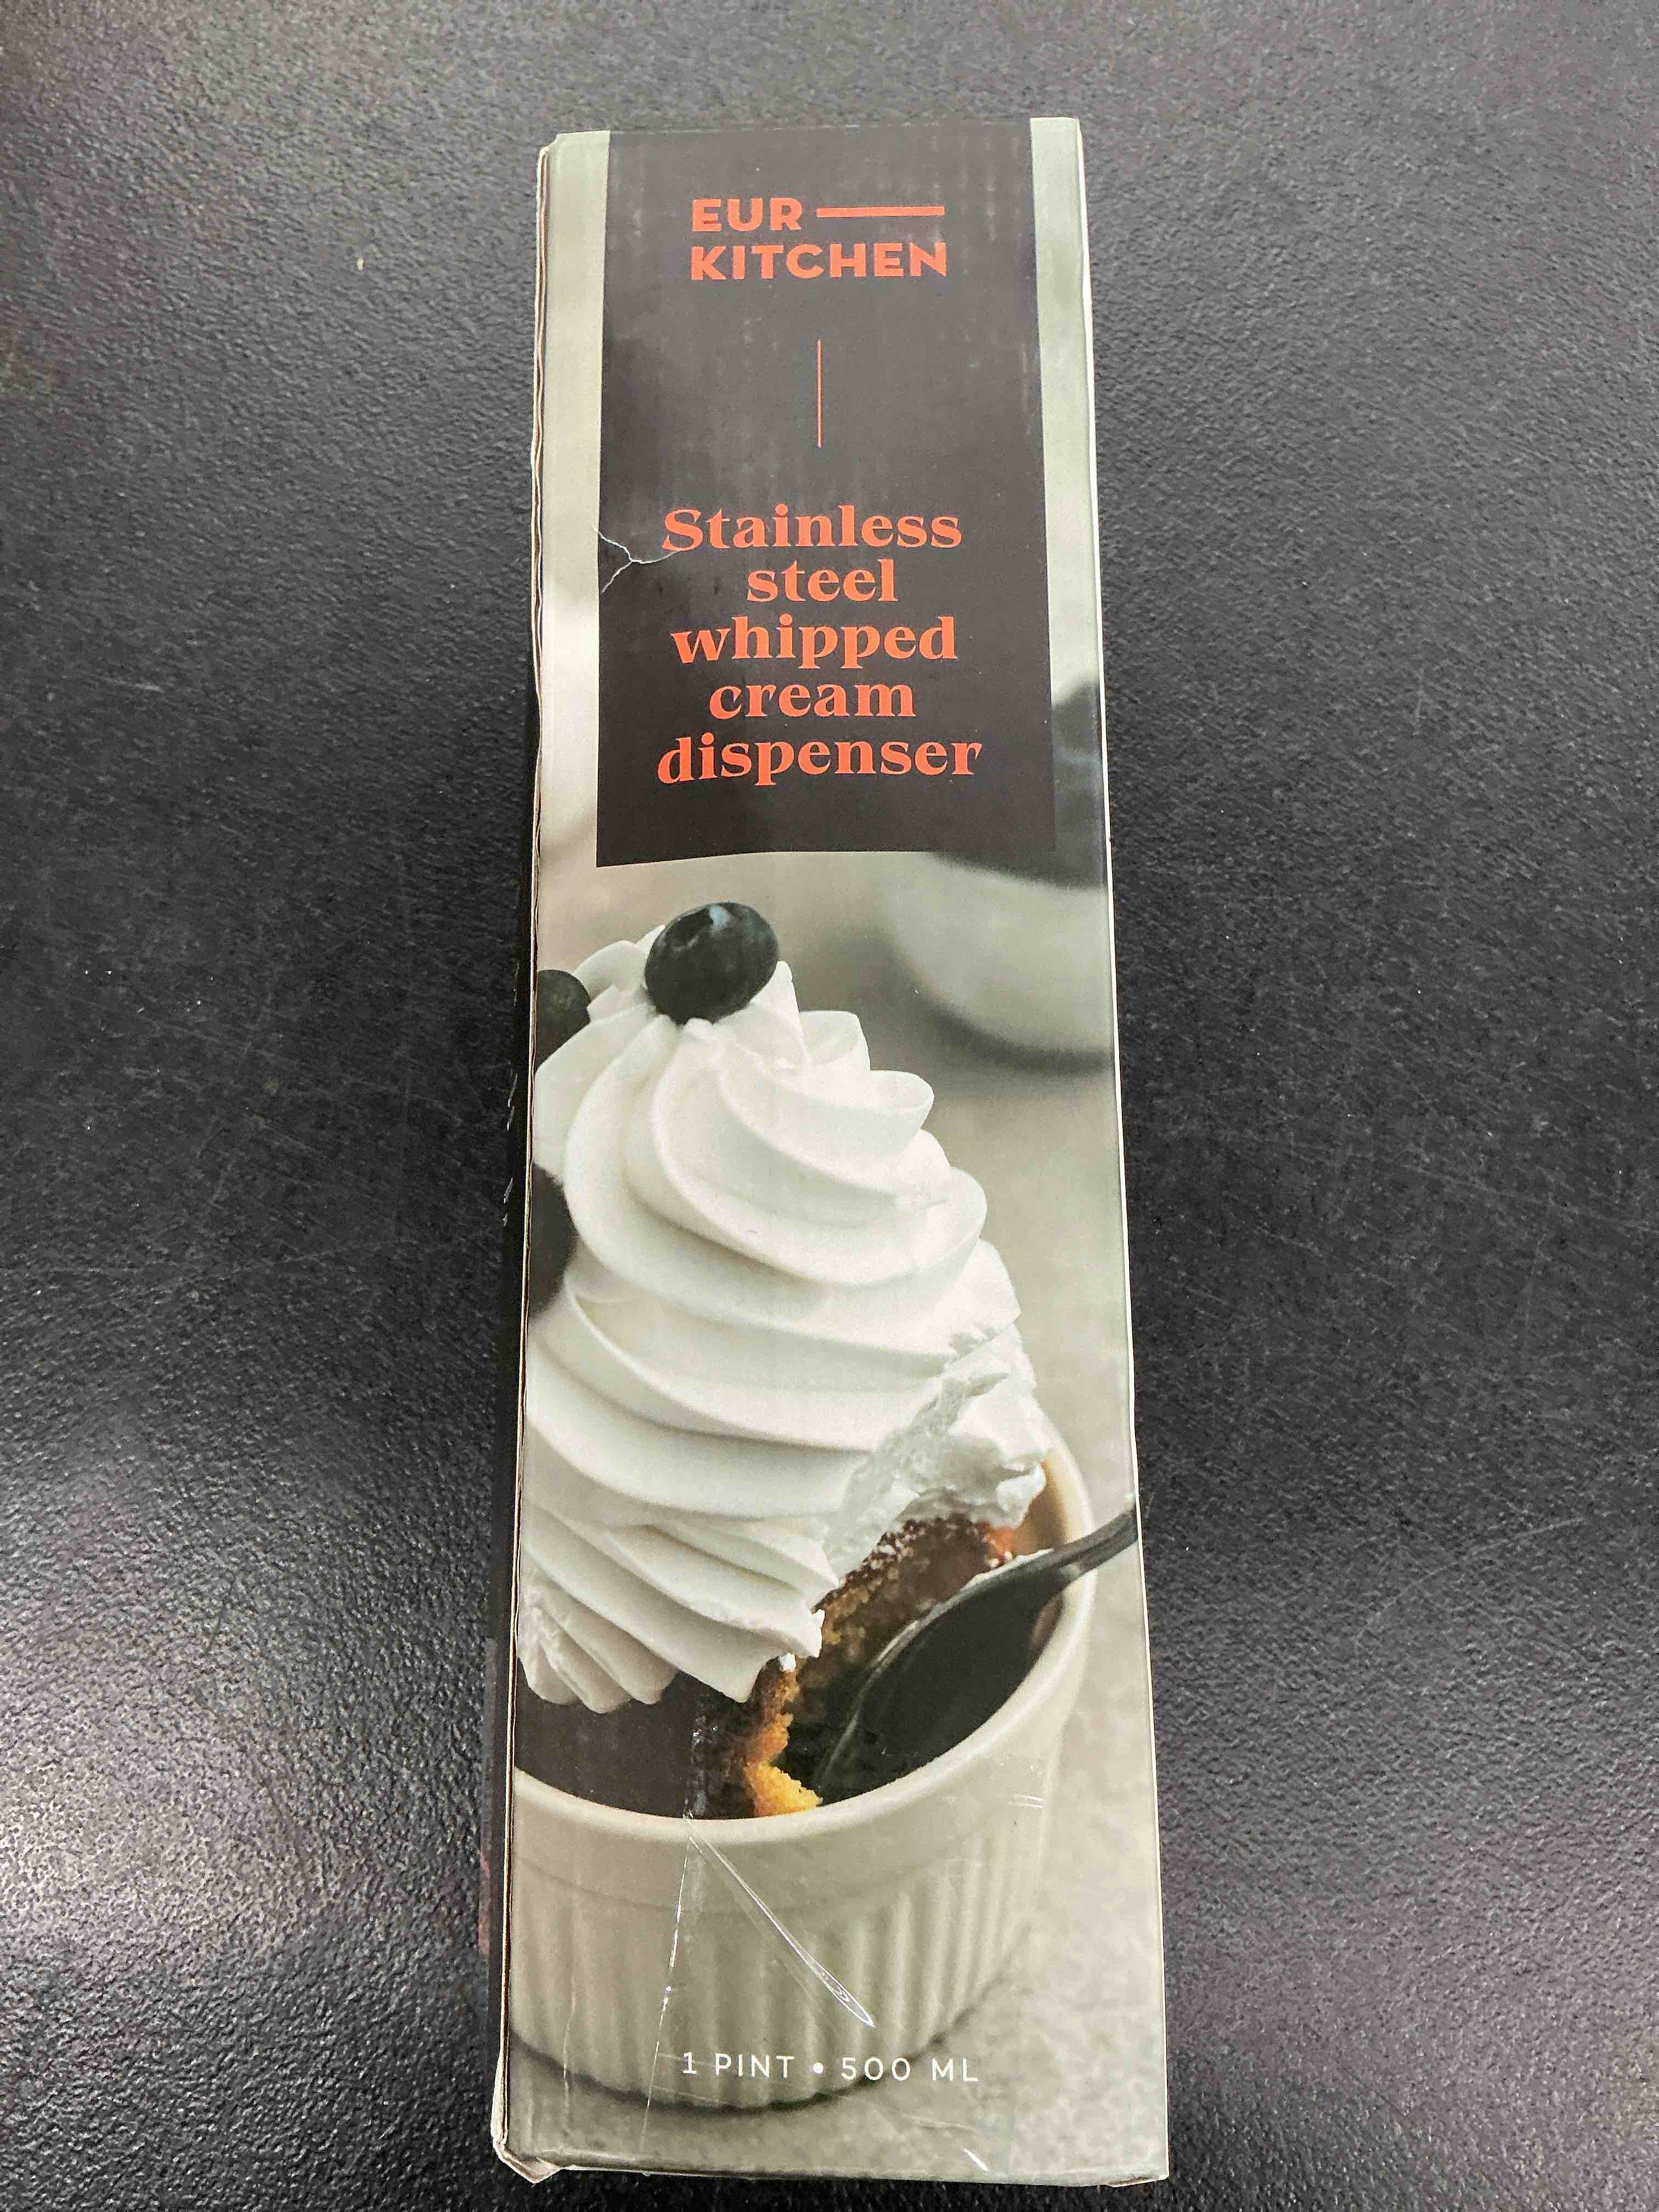 EUR
KITCHEN
Stainless
steel
whipped
cream
dispenser
1 PINT • 500 ML